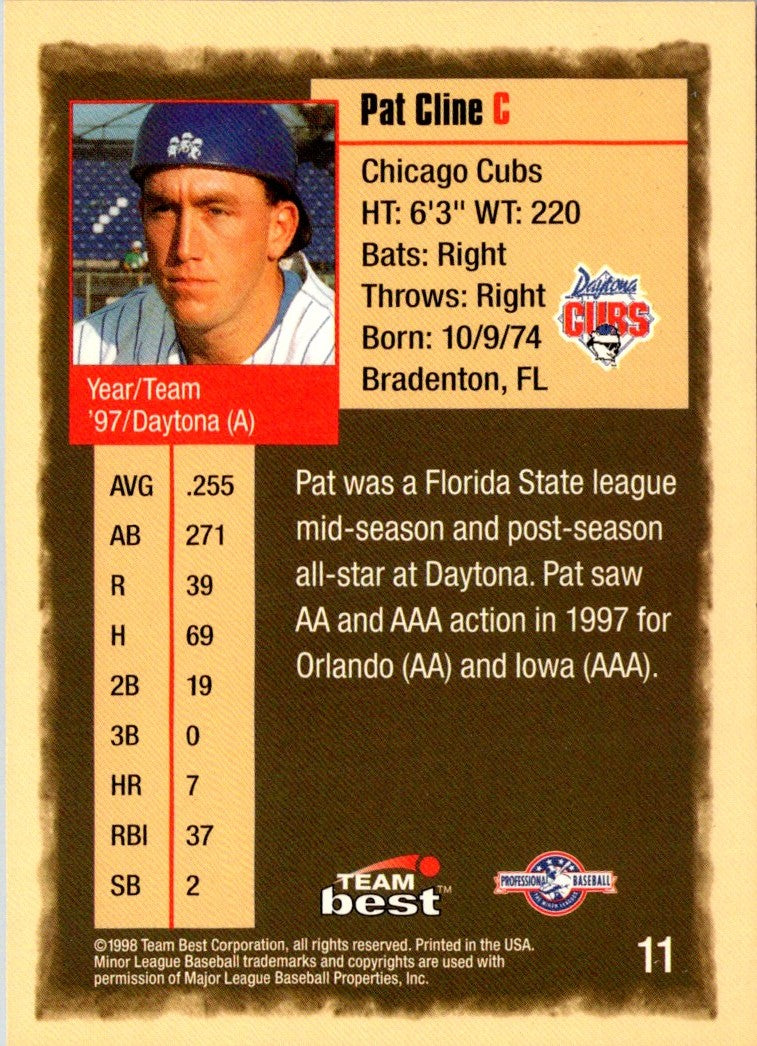 Pat Cline C
Chicago Cubs
HT: 6'3" WT: 220
Bats: Right
Throws: Right
Born: 10/9/74
Bradenton, FL
Daytona
CUBS
Year/Team
'97/Daytona (A)
AVG .255
AB 271
R 39
H 69
2B 19
3B 0
HR 7
RBI 37
SB 2
Pat was a Florida State league
mid-season and post-season
all-star at Daytona. Pat saw
AA and AAA action in 1997 for
Orlando (AA) and Iowa (AAA).
TEAM
best™
PROFESSIONAL BASEBALL
THE MINOR LEAGUES
©1998 Team Best Corporation, all rights reserved. Printed in the USA.
Minor League Baseball trademarks and copyrights are used with
permission of Major League Baseball Properties, Inc.
11